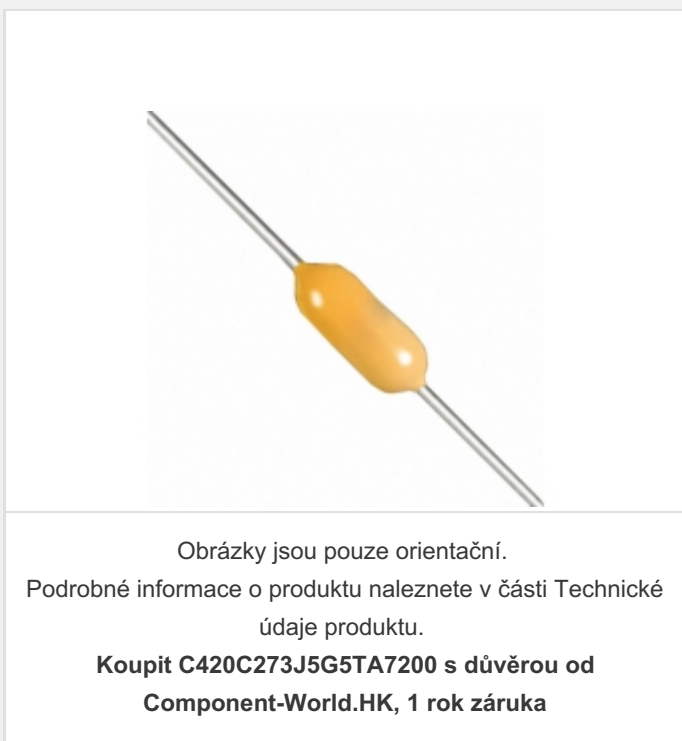 Obrázky jsou pouze orientační.
Podrobné informace o produktu naleznete v části Technické
údaje produktu.
Koupit C420C273J5G5TA7200 s důvěrou od
Component-World.HK, 1 rok záruka